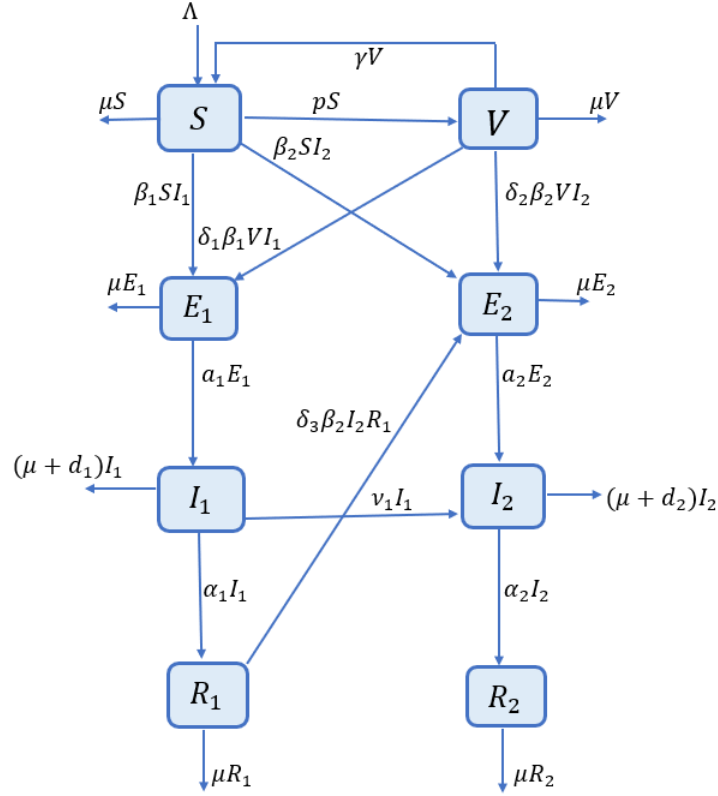 Λ
γV
μS
S
pS
V
μV
β₂SI₂
β₁SI₁
δ₂β₂VI₂
δ₁β₁VI₁
μE₁
E₁
E₂
μE₂
a₁E₁
a₂E₂
δ₃β₂I₂R₁
(μ + d₁)I₁
I₁
ν₁I₁
I₂
(μ + d₂)I₂
α₁I₁
α₂I₂
R₁
R₂
μR₁
μR₂